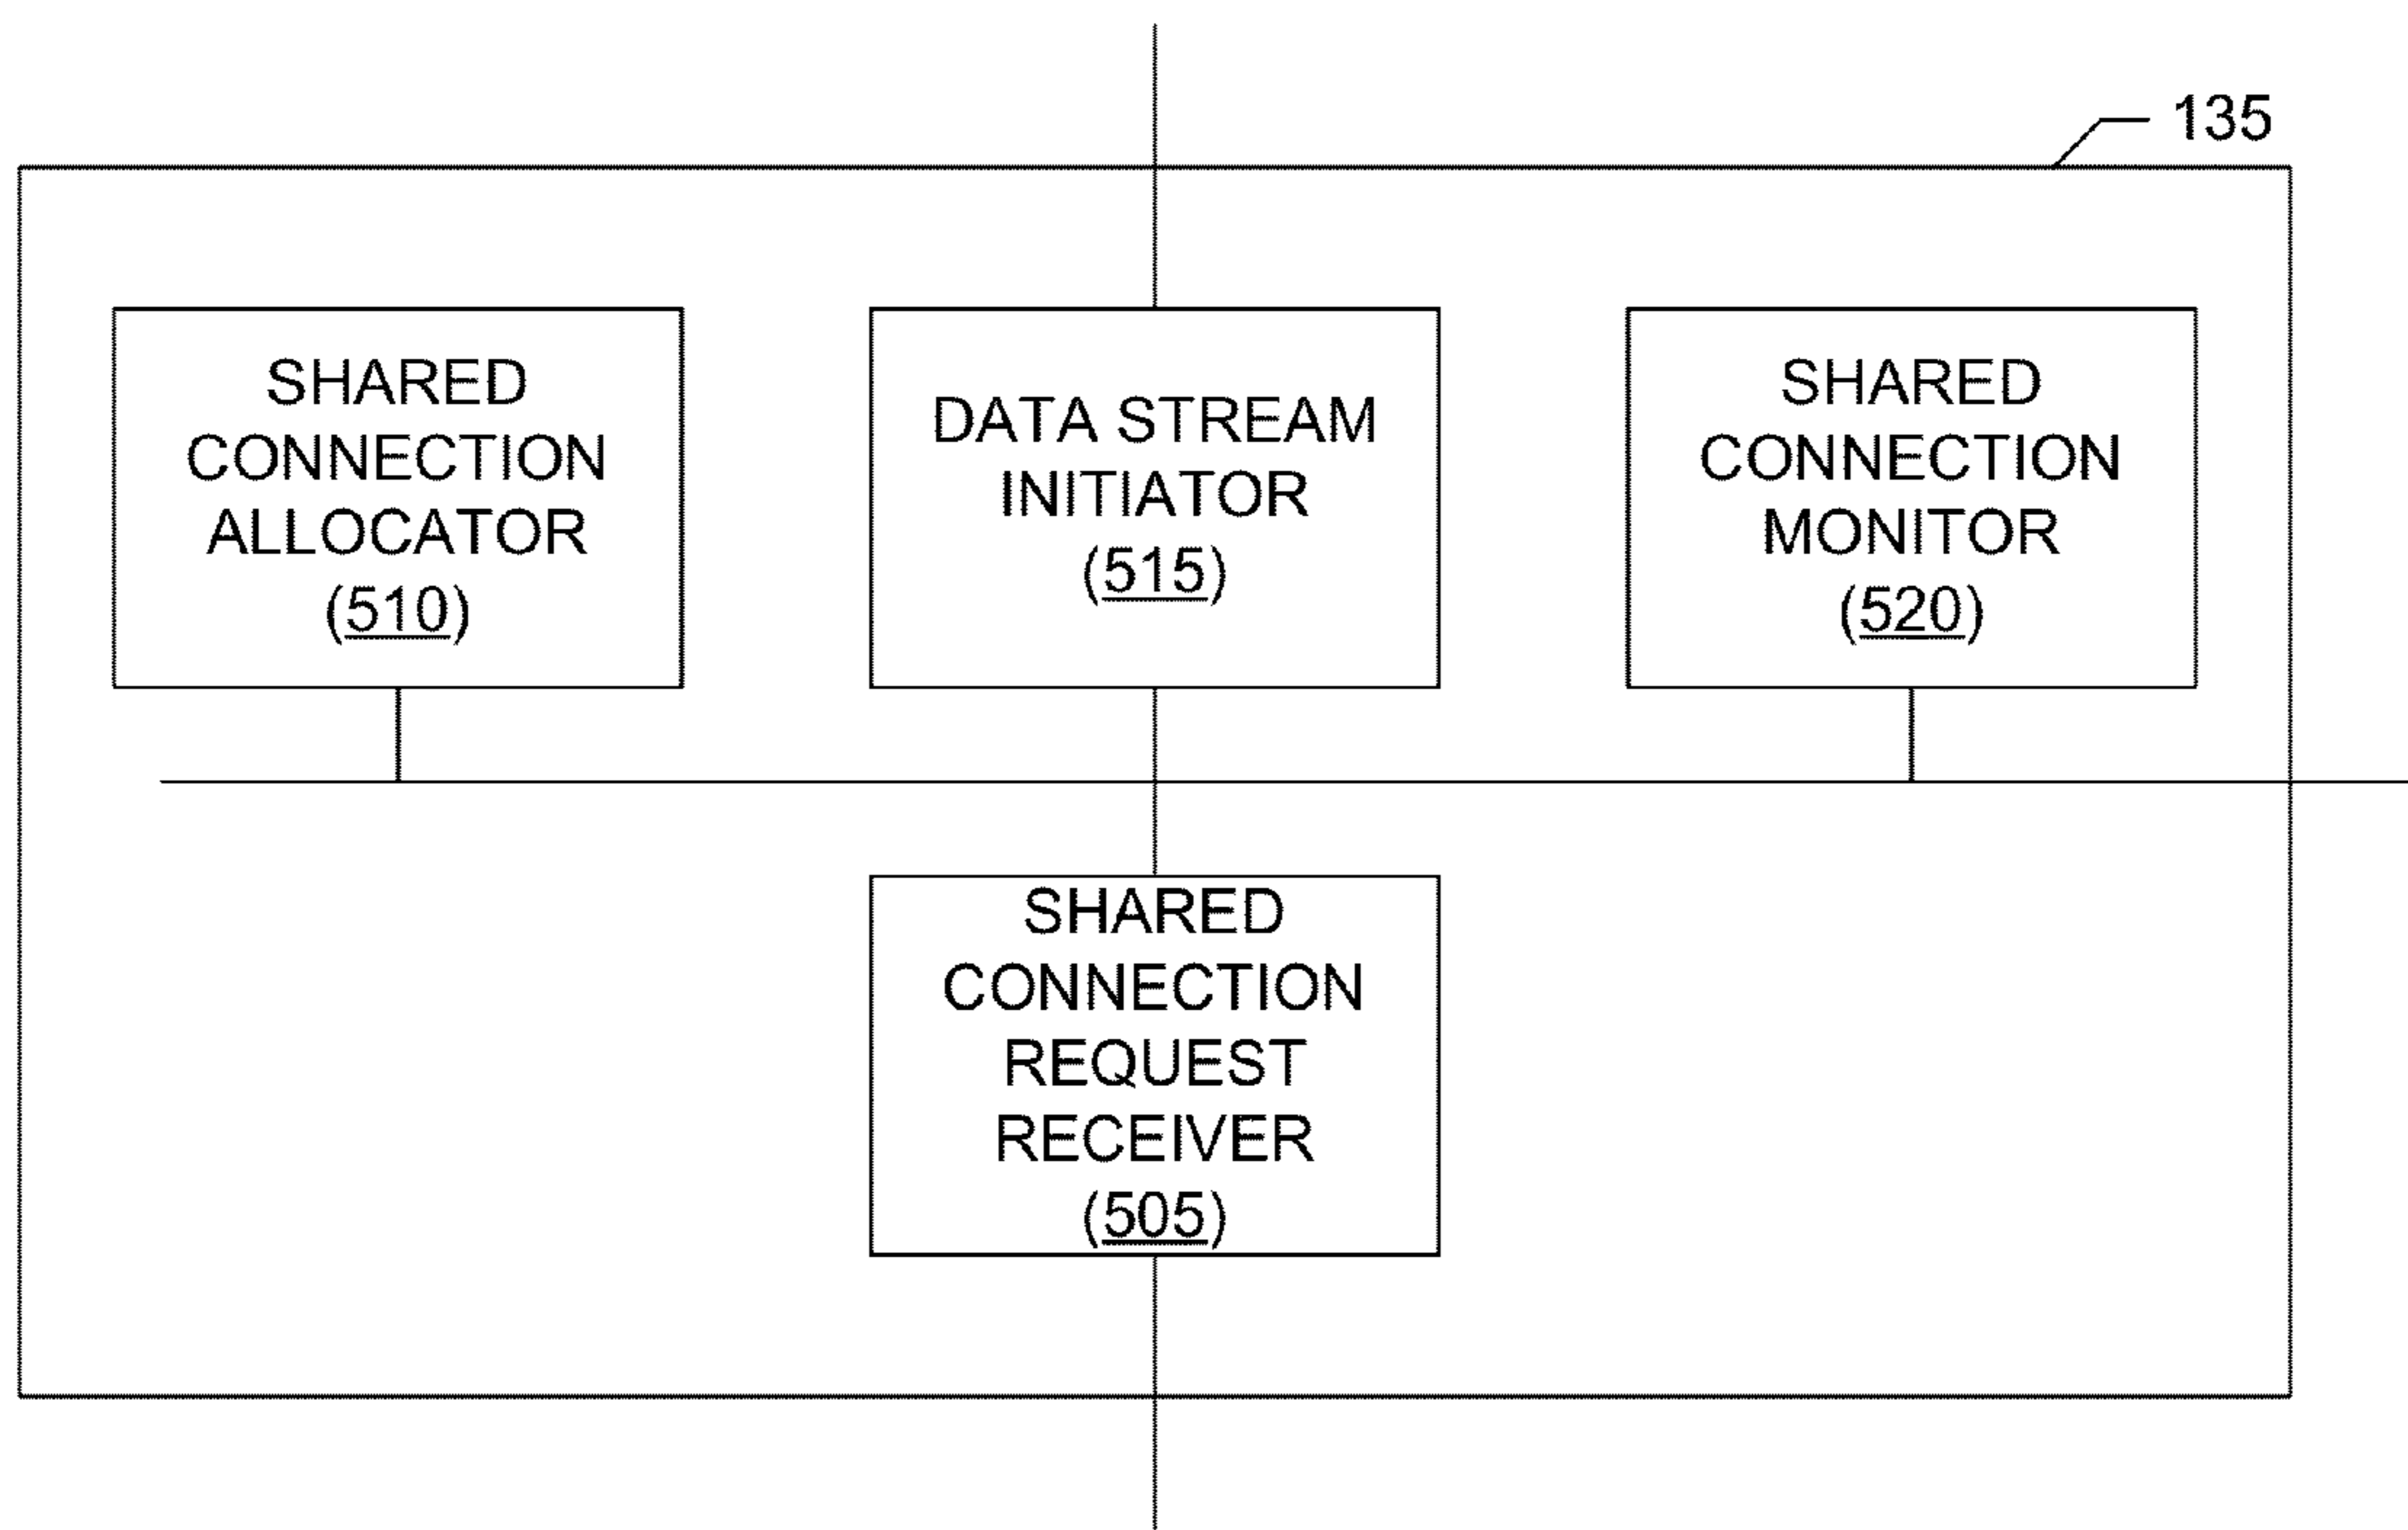 135
SHARED
CONNECTION
ALLOCATOR
(510)
DATA STREAM
INITIATOR
(515)
SHARED
CONNECTION
MONITOR
(520)
SHARED
CONNECTION
REQUEST
RECEIVER
(505)